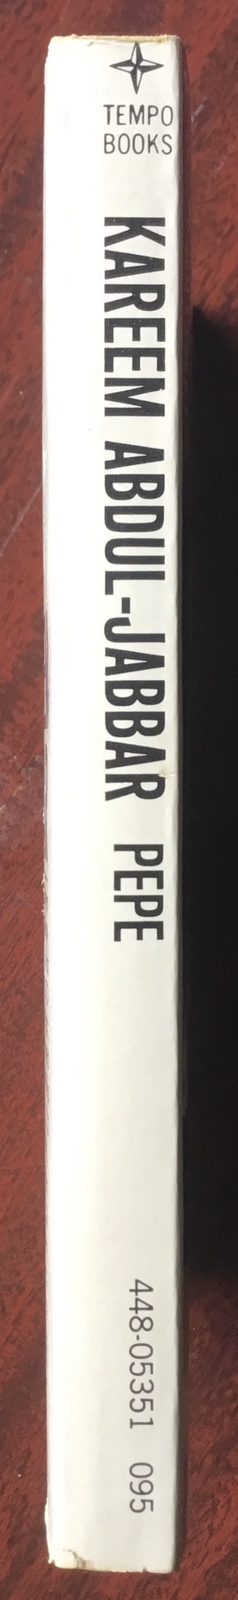 TEMPO
BOOKS
KAREEM ABDUL-JABBAR PEPE
448-05351 095